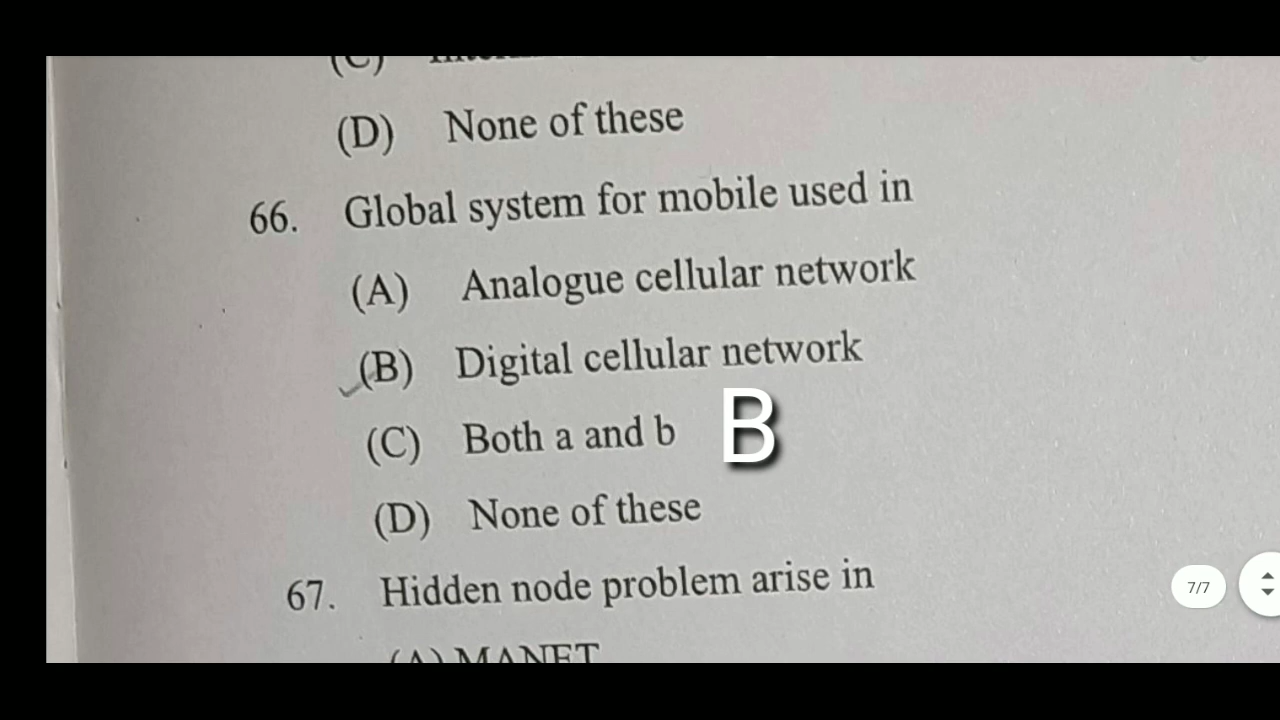 (C)
(D) None of these
66. Global system for mobile used in
(A) Analogue cellular network
(B) Digital cellular network
(C) Both a and b B
(D) None of these
67. Hidden node problem arise in
7/7
(A) MANET